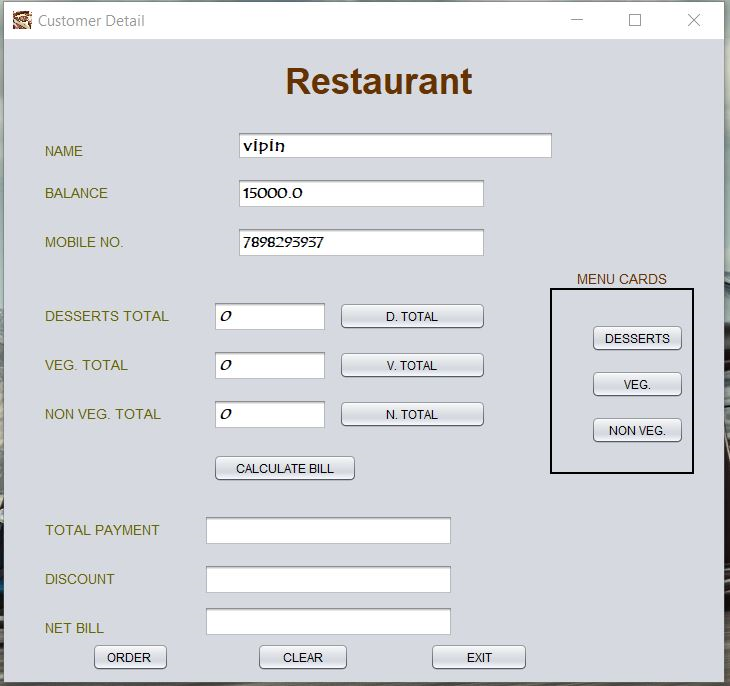 Customer Detail
Restaurant
NAME vipin
BALANCE 15000.0
MOBILE NO. 7898293937
MENU CARDS
DESSERTS TOTAL 0 D. TOTAL
DESSERTS
VEG. TOTAL 0 V. TOTAL
VEG.
NON VEG. TOTAL 0 N. TOTAL
NON VEG.
CALCULATE BILL
TOTAL PAYMENT
DISCOUNT
NET BILL
ORDER CLEAR EXIT